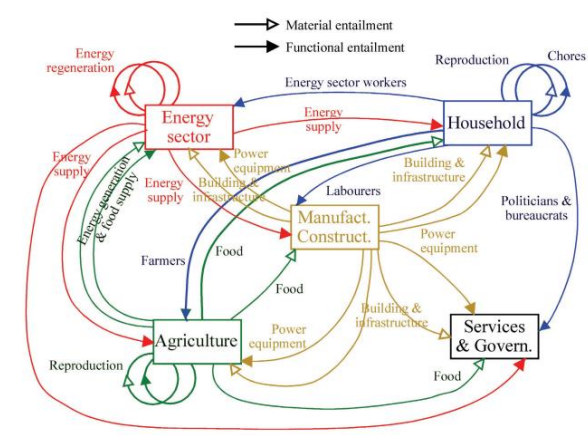 Material entailment
Functional entailment
Energy
regeneration
Reproduction
Chores
Energy sector workers
Energy
sector
Energy
supply
Household
Energy
supply
Power
equipment
Building &
infrastructure
Energy
supply
Building &
infrastructure
Energy generation
& food supply
Labourers
Politicians &
bureaucrats
Manufact.
Construct.
Farmers
Food
Power
equipment
Food
Building &
infrastructure
Power
equipment
Services
& Govern.
Agriculture
Reproduction
Food